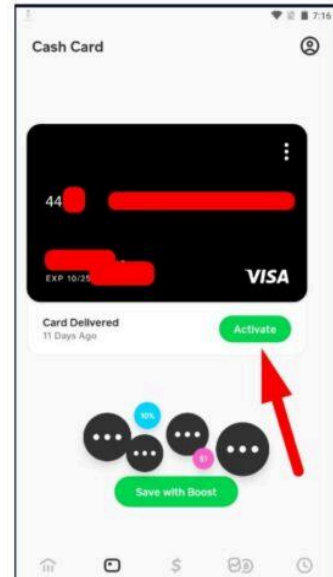 7:16
Cash Card
44
EXP 10/25
VISA
Card Delivered
11 Days Ago
Activate
10%
$1
Save with Boost
$